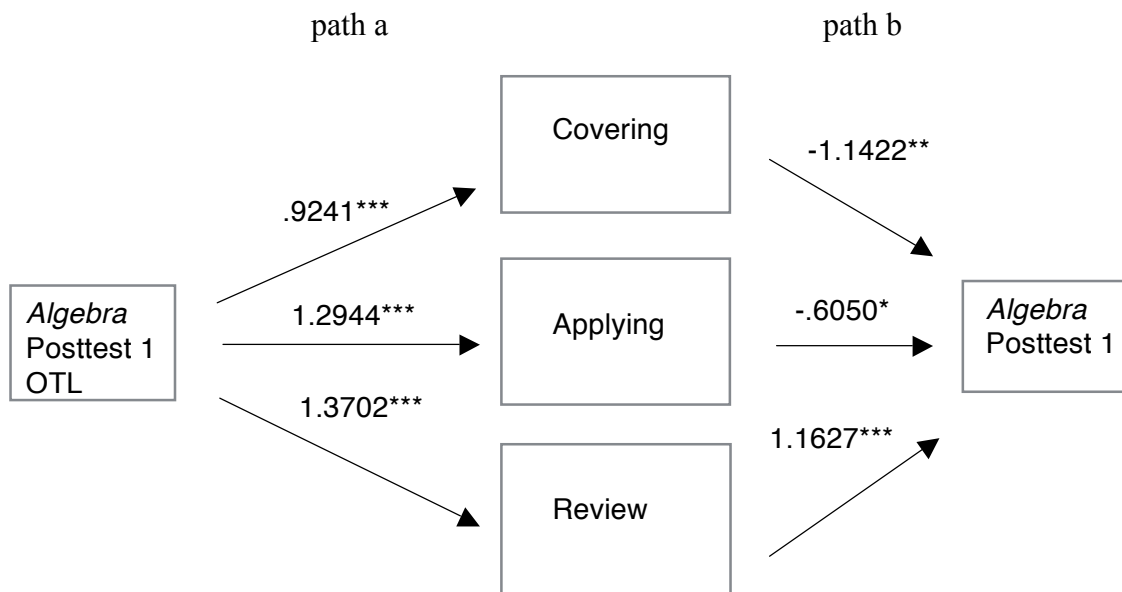 path a
path b
Covering
-1.1422**
.9241***
Algebra
Posttest 1
OTL
1.2944***
Applying
-.6050*
Algebra
Posttest 1
1.3702***
1.1627***
Review